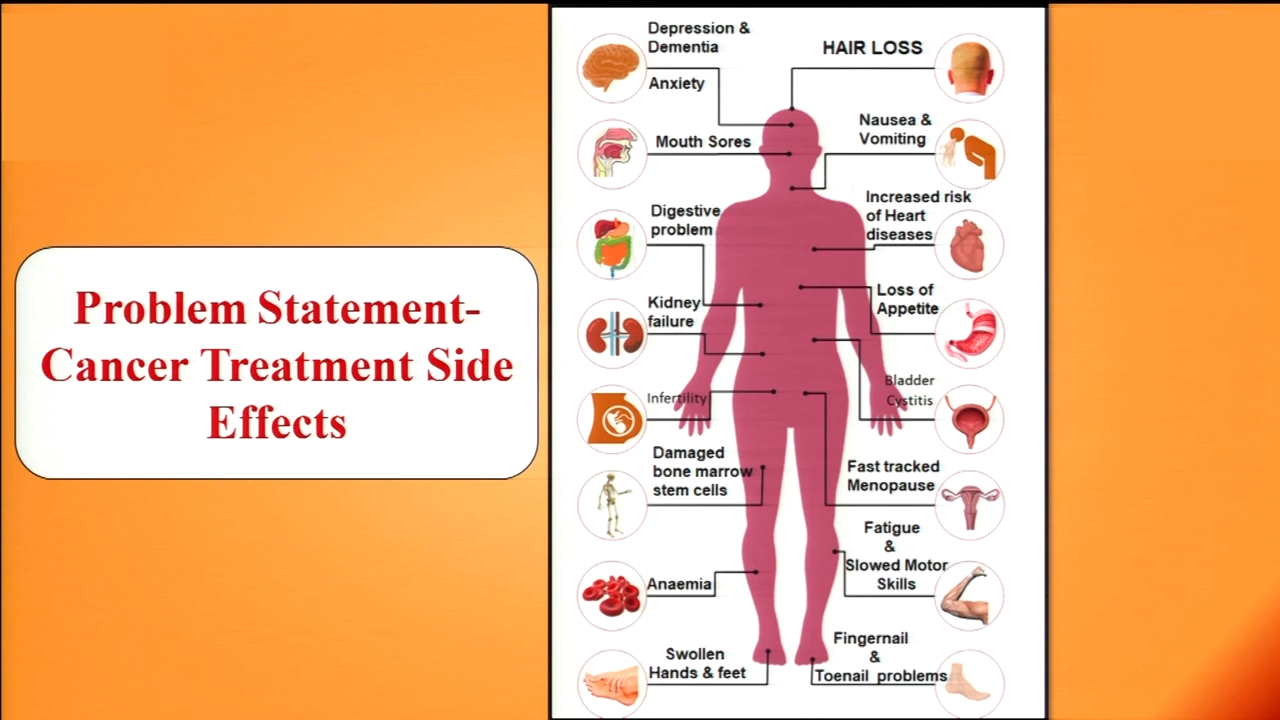 Problem Statement-
Cancer Treatment Side
Effects
Depression &
Dementia
Anxiety
Mouth Sores
Digestive
problem
Kidney
failure
Infertility
Damaged
bone marrow
stem cells
Anaemia
Swollen
Hands & feet
HAIR LOSS
Nausea &
Vomiting
Increased risk
of Heart
diseases
Loss of
Appetite
Bladder
Cystitis
Fast tracked
Menopause
Fatigue
&
Slowed Motor
Skills
Fingernail
&
Toenail problems